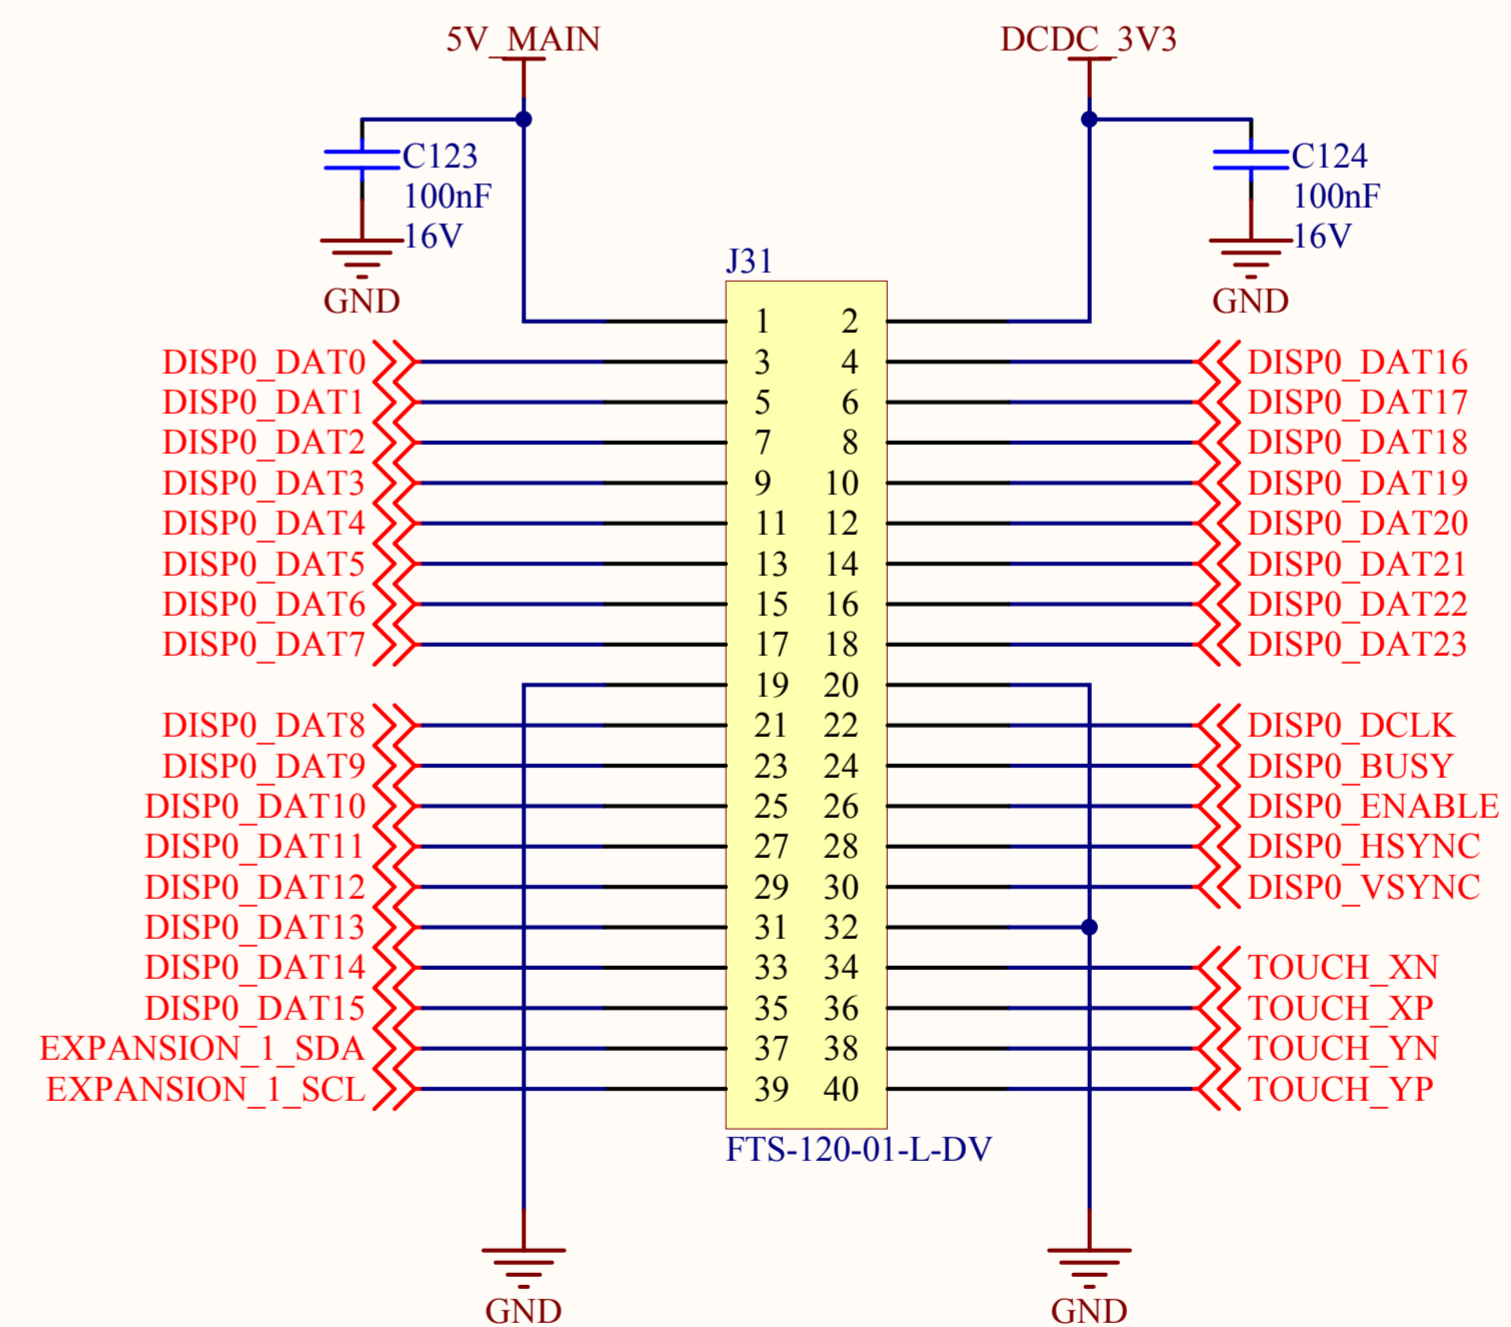 5V_MAIN DCDC_3V3
C123 C124
100nF 100nF
16V 16V
J31
GND GND
1 2
DISP0_DAT0 3 4 DISP0_DAT16
DISP0_DAT1 5 6 DISP0_DAT17
DISP0_DAT2 7 8 DISP0_DAT18
DISP0_DAT3 9 10 DISP0_DAT19
DISP0_DAT4 11 12 DISP0_DAT20
DISP0_DAT5 13 14 DISP0_DAT21
DISP0_DAT6 15 16 DISP0_DAT22
DISP0_DAT7 17 18 DISP0_DAT23
19 20
DISP0_DAT8 21 22 DISP0_DCLK
DISP0_DAT9 23 24 DISP0_BUSY
DISP0_DAT10 25 26 DISP0_ENABLE
DISP0_DAT11 27 28 DISP0_HSYNC
DISP0_DAT12 29 30 DISP0_VSYNC
DISP0_DAT13 31 32
DISP0_DAT14 33 34 TOUCH_XN
DISP0_DAT15 35 36 TOUCH_XP
EXPANSION_1_SDA 37 38 TOUCH_YN
EXPANSION_1_SCL 39 40 TOUCH_YP
FTS-120-01-L-DV
GND GND